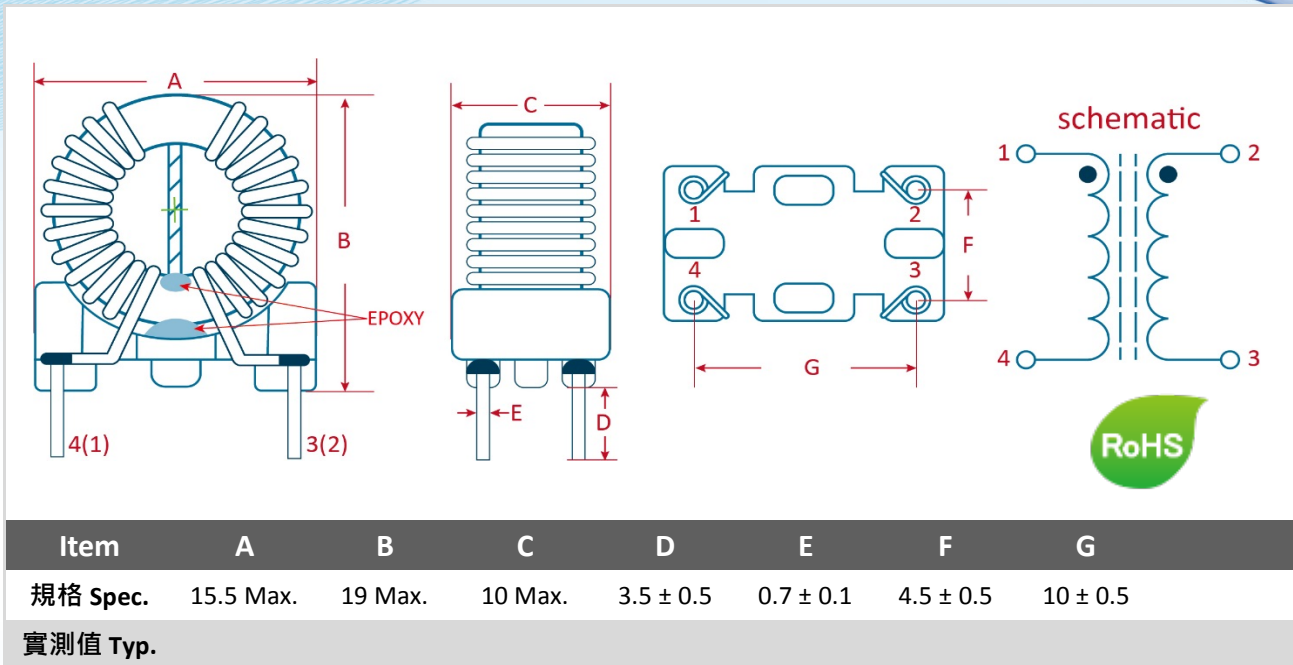 A
B
EPOXY
4(1)
3(2)
C
E
D
1
2
4
3
F
G
schematic
1
2
4
3
RoHS
Item A B C D E F G
規格 Spec. 15.5 Max. 19 Max. 10 Max. 3.5 ± 0.5 0.7 ± 0.1 4.5 ± 0.5 10 ± 0.5
實測值 Typ.